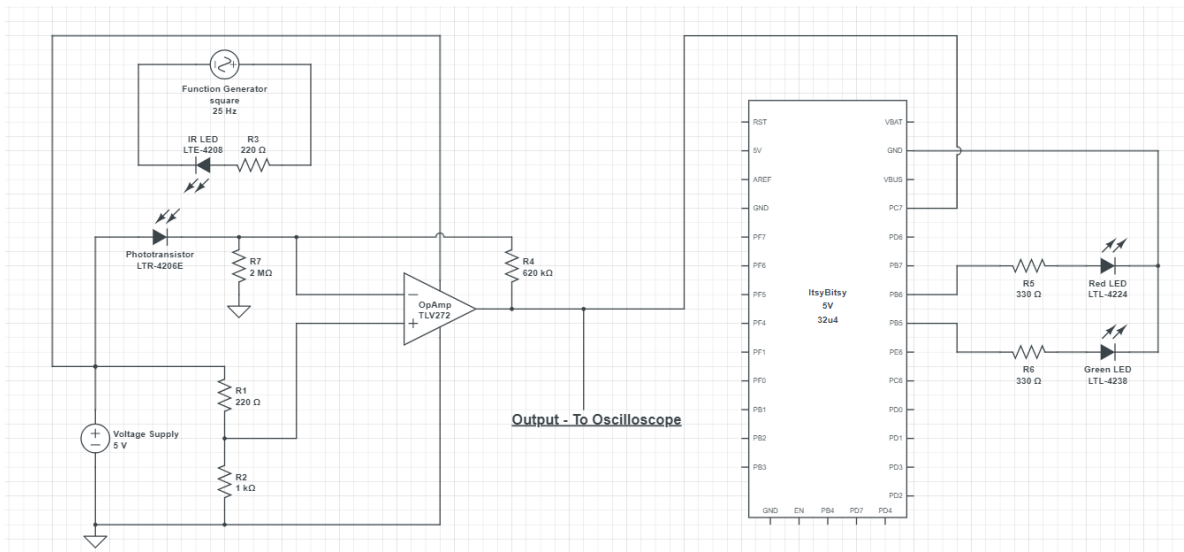 Function Generator
square
25 Hz
IR LED
LTE-4208
R3
220 Ω
Phototransistor
LTR-4206E
R7
2 MΩ
R4
620 kΩ
OpAmp
TLV272
R1
220 Ω
Voltage Supply
5 V
R2
1 kΩ
Output - To Oscilloscope
RST
5V
AREF
GND
PF7
PF6
PF5
PF4
PF1
PF0
PB1
PB2
PB3
ItsyBitsy
5V
32u4
VBAT
GND
VBUS
PC7
PD6
PB7
PB6
PB5
PE6
PC6
PD0
PD1
PD3
PD2
GND
EN
PB4
PD7
PD4
R5
330 Ω
Red LED
LTL-4224
R6
330 Ω
Green LED
LTL-4238